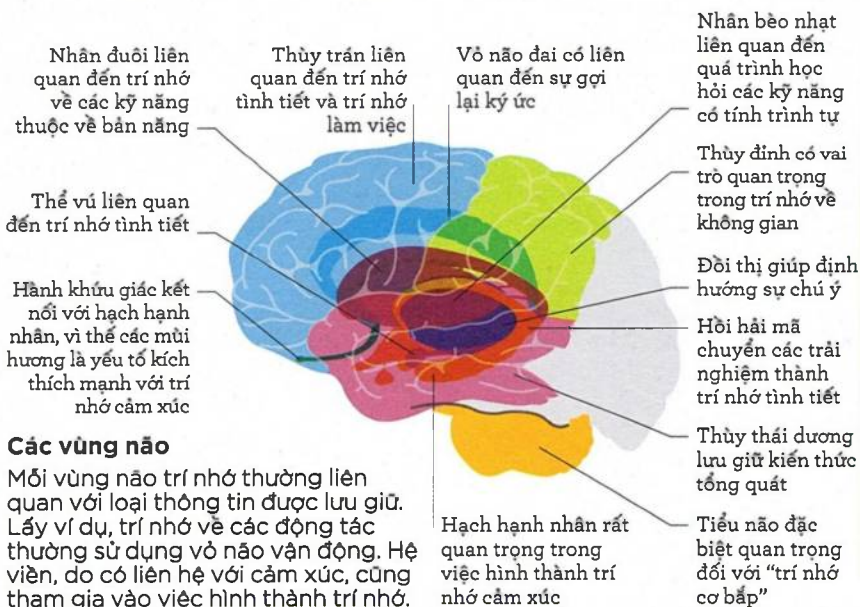 Nhân đuôi liên
quan đến trí nhớ
về các kỹ năng
thuộc về bản năng
Thùy trán liên
quan đến trí nhớ
tình tiết và trí nhớ
làm việc
Vỏ não đai có liên
quan đến sự gợi
lại ký ức
Nhân bèo nhạt
liên quan đến
quá trình học
hỏi các kỹ năng
có tính trình tự
Thể vú liên quan
đến trí nhớ tình tiết
Thùy đỉnh có vai
trò quan trọng
trong trí nhớ về
không gian
Hành khứu giác kết
nối với hạch hạnh
nhân, vì thế các mùi
hương là yếu tố kích
thích mạnh với trí
nhớ cảm xúc
Đồi thị giúp định
hướng sự chú ý
Hồi hải mã
chuyển các trải
nghiệm thành
trí nhớ tình tiết
Thùy thái dương
lưu giữ kiến thức
tổng quát
Các vùng não
Mỗi vùng não trí nhớ thường liên
quan với loại thông tin được lưu giữ.
Lấy ví dụ, trí nhớ về các động tác
thường sử dụng vỏ não vận động. Hệ
viền, do có liên hệ với cảm xúc, cũng
tham gia vào việc hình thành trí nhớ.
Hạch hạnh nhân rất
quan trọng trong
việc hình thành trí
nhớ cảm xúc
Tiểu não đặc
biệt quan trọng
đối với “trí nhớ
cơ bắp”